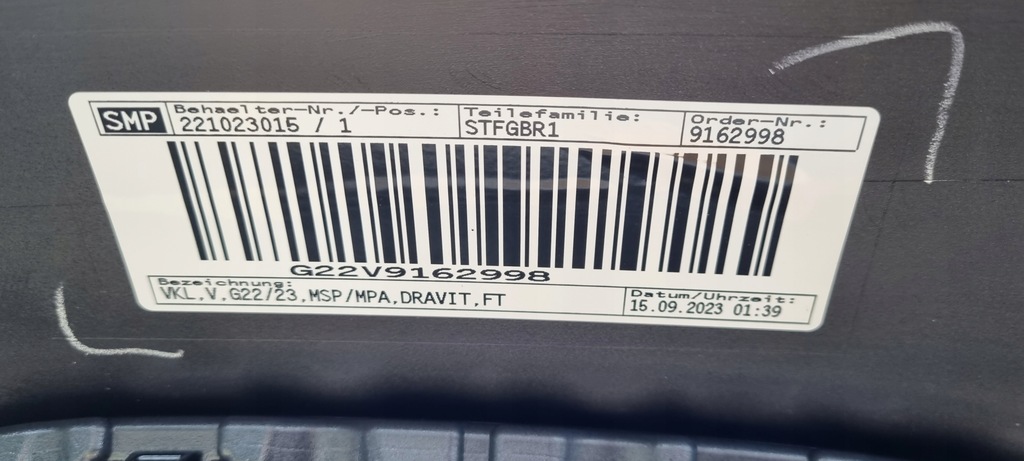 SMP Behaelter-Nr./-Pos.: Teilefamilie: Order-Nr.:
221023015 / 1 STFGBR1 9162998
G22V9162998
Bezeichnung: Datum/Uhrzeit:
VKL,V,G22/23,MSP/MPA,DRAVIT,FT 15.09.2023 01:39